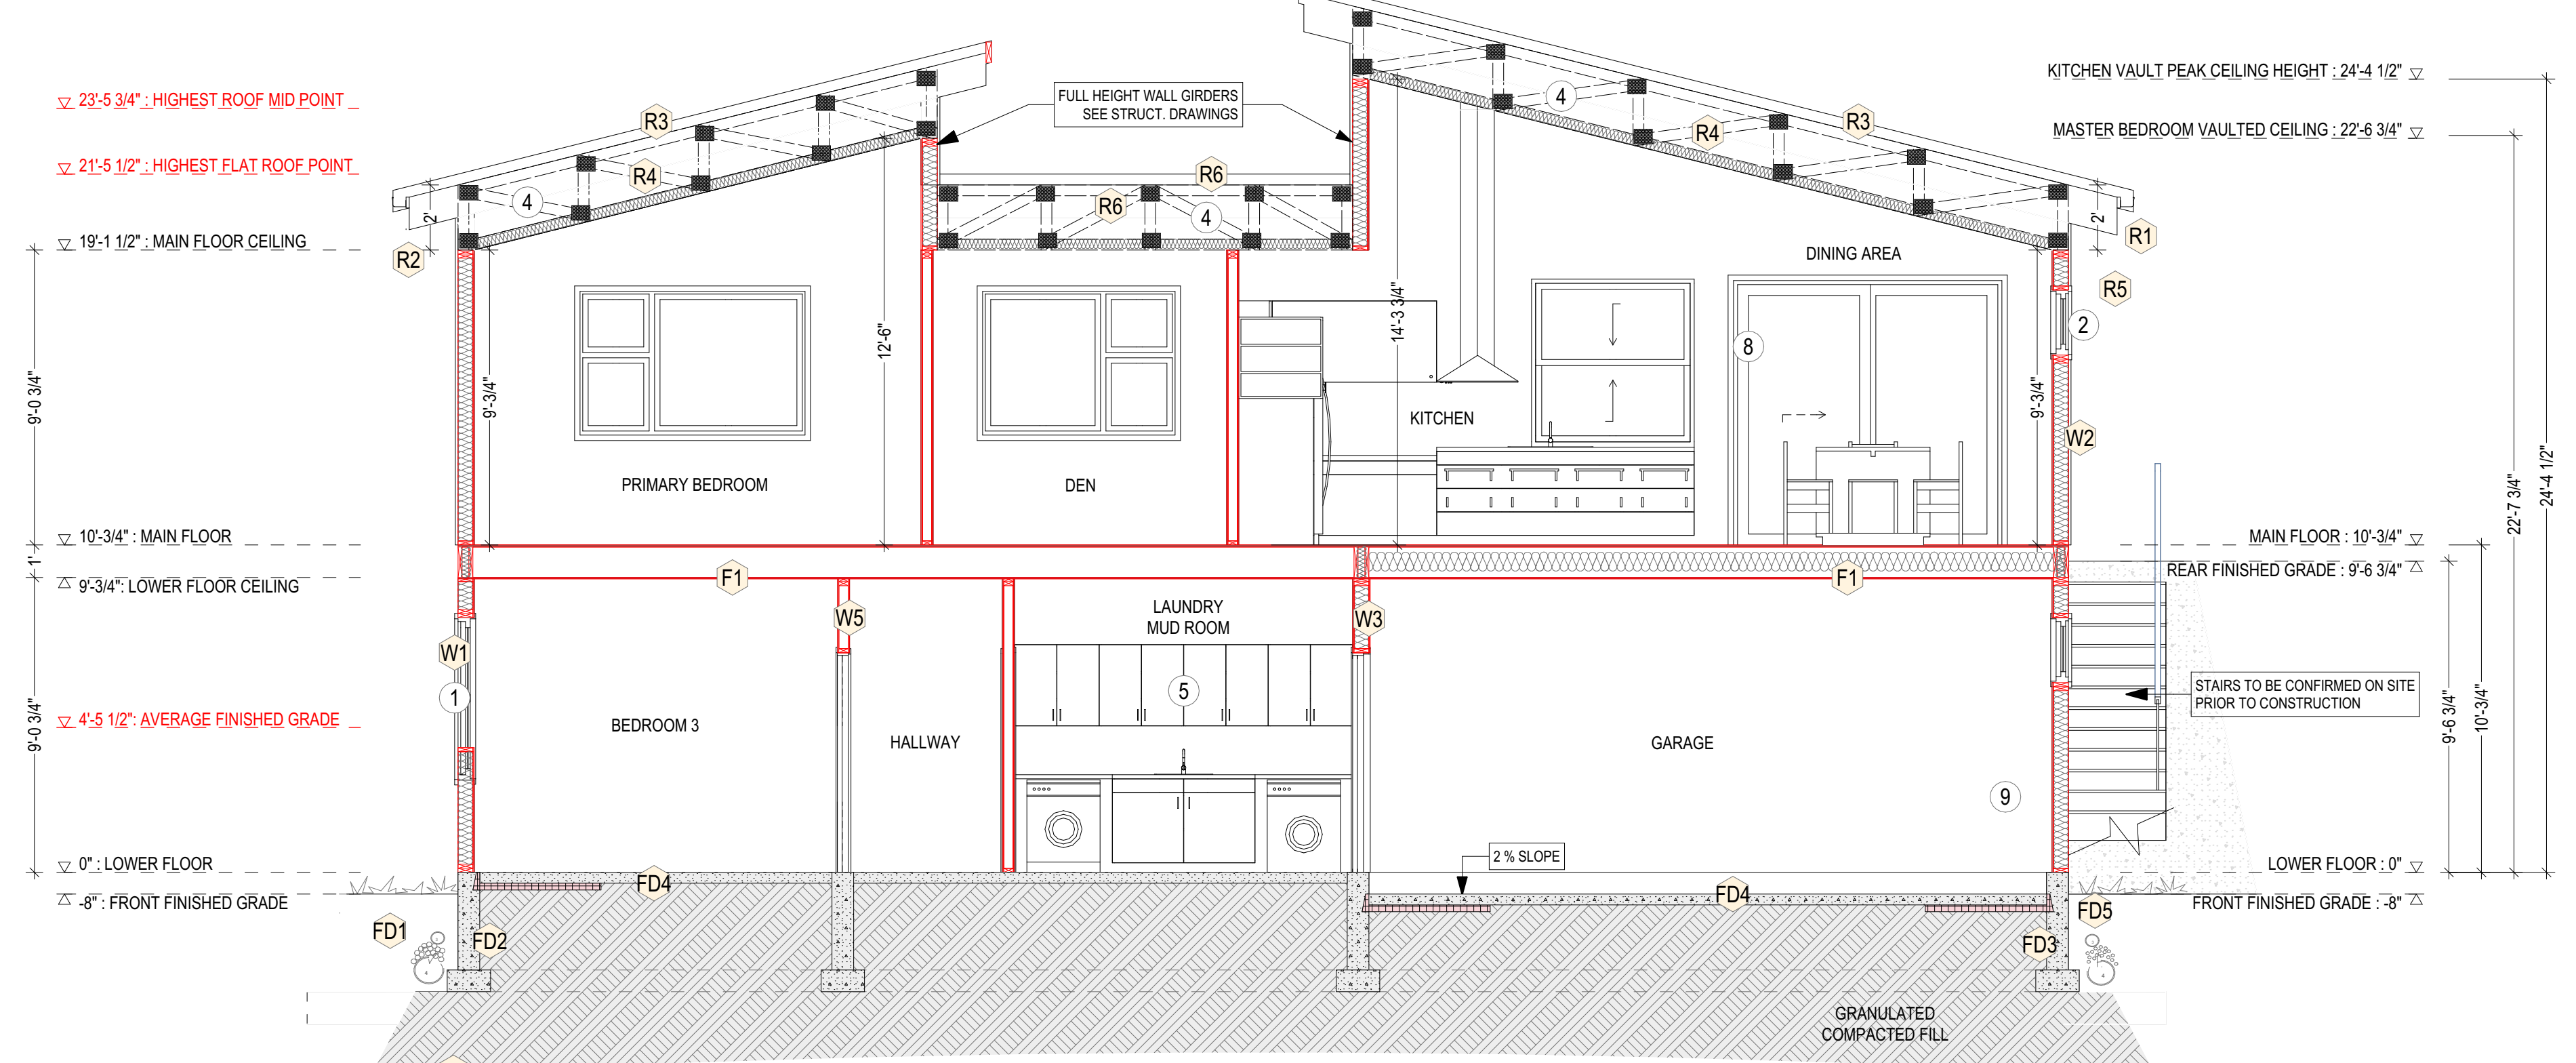 23'-5 3/4" : HIGHEST ROOF MID POINT
21'-5 1/2" : HIGHEST FLAT ROOF POINT
19'-1 1/2" : MAIN FLOOR CEILING
10'-3/4" : MAIN FLOOR
9'-3/4": LOWER FLOOR CEILING
4'-5 1/2": AVERAGE FINISHED GRADE
0" : LOWER FLOOR
-8" : FRONT FINISHED GRADE
9'-0 3/4"
1'
9'-0 3/4"
R2
R3
R4
4
2'
FULL HEIGHT WALL GIRDERS
SEE STRUCT. DRAWINGS
R6
R6
4
4
R4
R3
2'
R1
R5
2
W2
9'-3/4"
12'-6"
PRIMARY BEDROOM
DEN
14'-3 3/4"
KITCHEN
DINING AREA
8
9'-3/4"
F1
F1
W1
1
W5
W3
BEDROOM 3
HALLWAY
LAUNDRY
MUD ROOM
5
GARAGE
9
2 % SLOPE
STAIRS TO BE CONFIRMED ON SITE
PRIOR TO CONSTRUCTION
FD1
FD2
FD4
FD4
FD3
FD5
GRANULATED
COMPACTED FILL
KITCHEN VAULT PEAK CEILING HEIGHT : 24'-4 1/2"
MASTER BEDROOM VAULTED CEILING : 22'-6 3/4"
MAIN FLOOR : 10'-3/4"
REAR FINISHED GRADE : 9'-6 3/4"
LOWER FLOOR : 0"
FRONT FINISHED GRADE : -8"
9'-6 3/4"
10'-3/4"
22'-7 3/4"
24'-4 1/2"